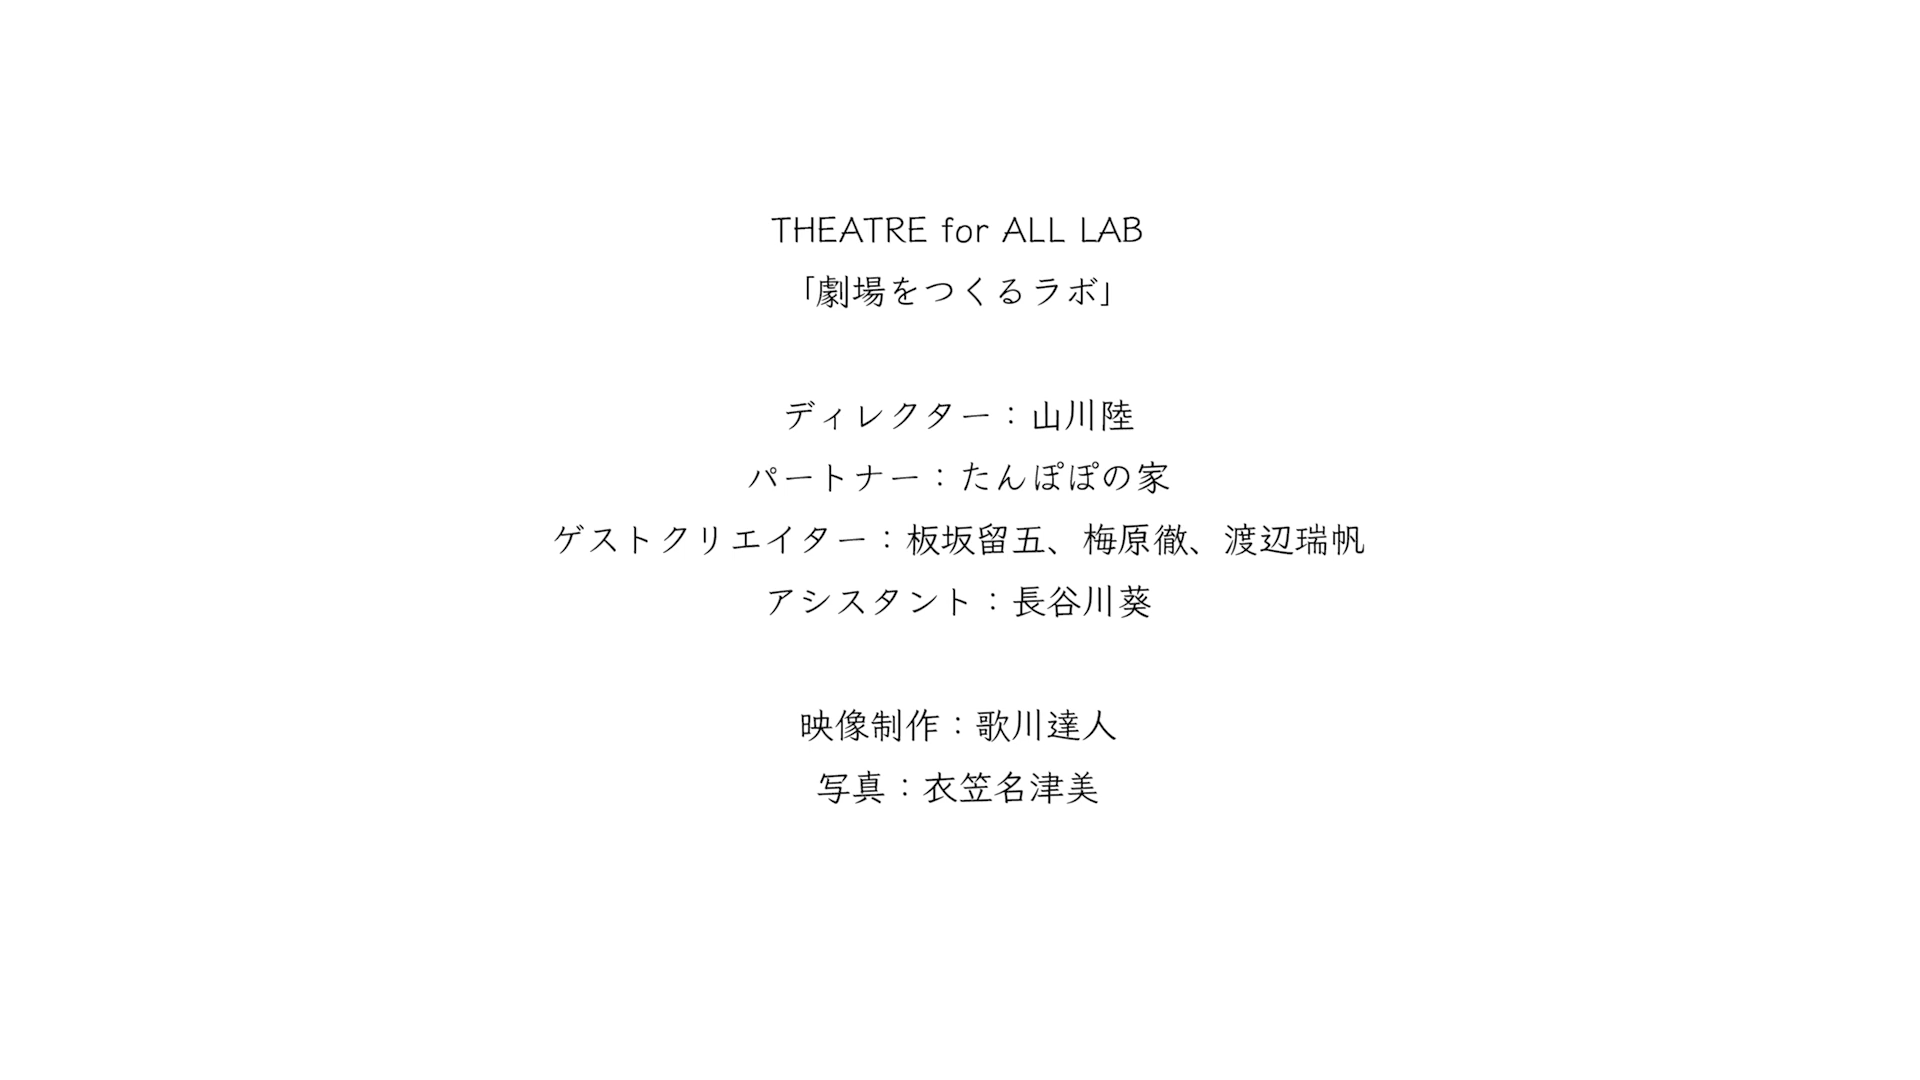 THEATRE for ALL LAB
「劇場をつくるラボ」
ディレクター：山川陸
パートナー：たんぽぽの家
ゲストクリエイター：板坂留五、梅原徹、渡辺瑞帆
アシスタント：長谷川葵
映像制作：歌川達人
写真：衣笠名津美